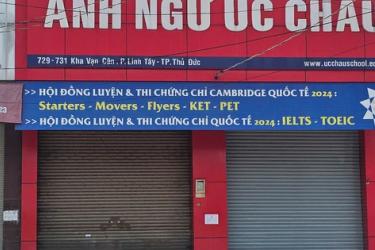 ANH NGỮ ÚC CHÂU
729 - 731 Kha Vạn Cân , P. Linh Tây - TP. Thủ Đức
www.ucchauschool.e
>> HỘI ĐỒNG LUYỆN & THI CHỨNG CHỈ CAMBRIDGE QUỐC TẾ 2024 :
Starters - Movers - Flyers - KET - PET
>> HỘI ĐỒNG LUYỆN & THI CHỨNG CHỈ QUỐC TẾ 2024 : IELTS - TOEIC
23